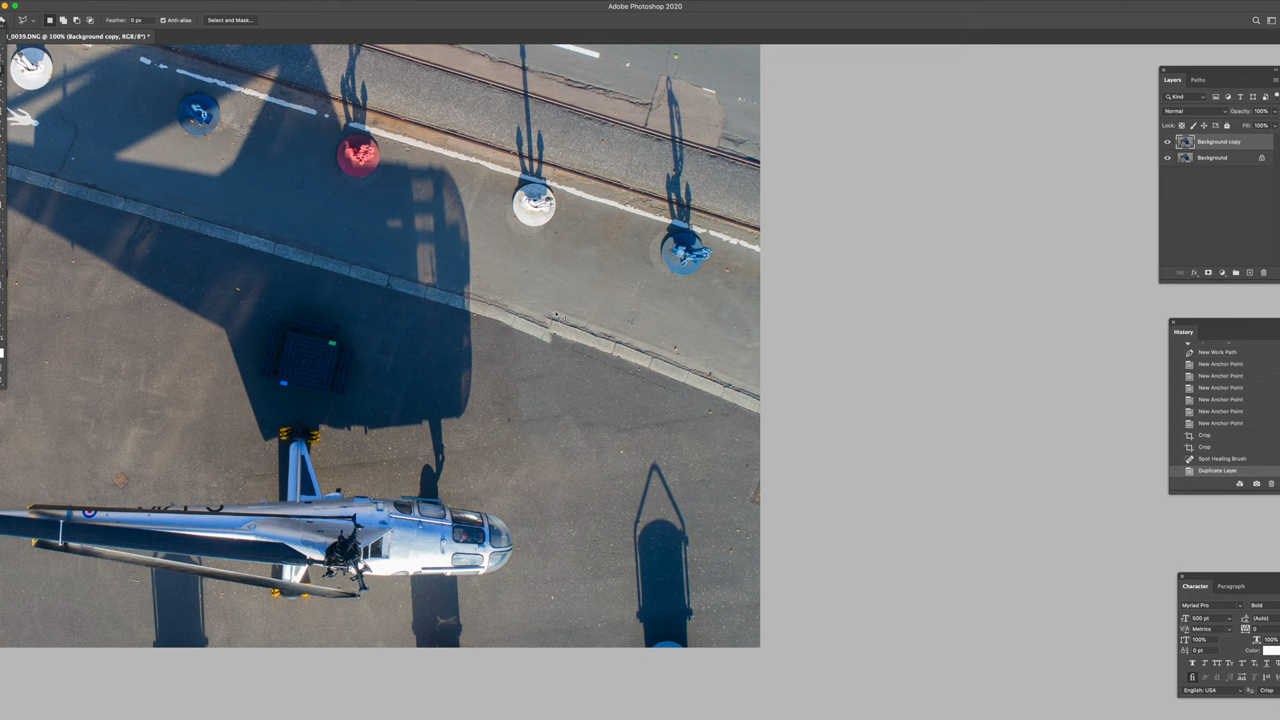 Adobe Photoshop 2020
Feather: 0 px
Anti-alias
Select and Mask...
_0039.DNG @ 100% (Background copy, RGB/8*) *
Layers
Paths
Kind
Normal
Opacity: 100%
Lock:
Fill: 100%
Background copy
Background
History
New Work Path
New Anchor Point
New Anchor Point
New Anchor Point
New Anchor Point
New Anchor Point
New Anchor Point
Crop
Crop
Spot Healing Brush
Duplicate Layer
Character
Paragraph
Myriad Pro
Bold
500 pt
(Auto)
Metrics
0
100%
100%
0 pt
Color:
English: USA
Crisp